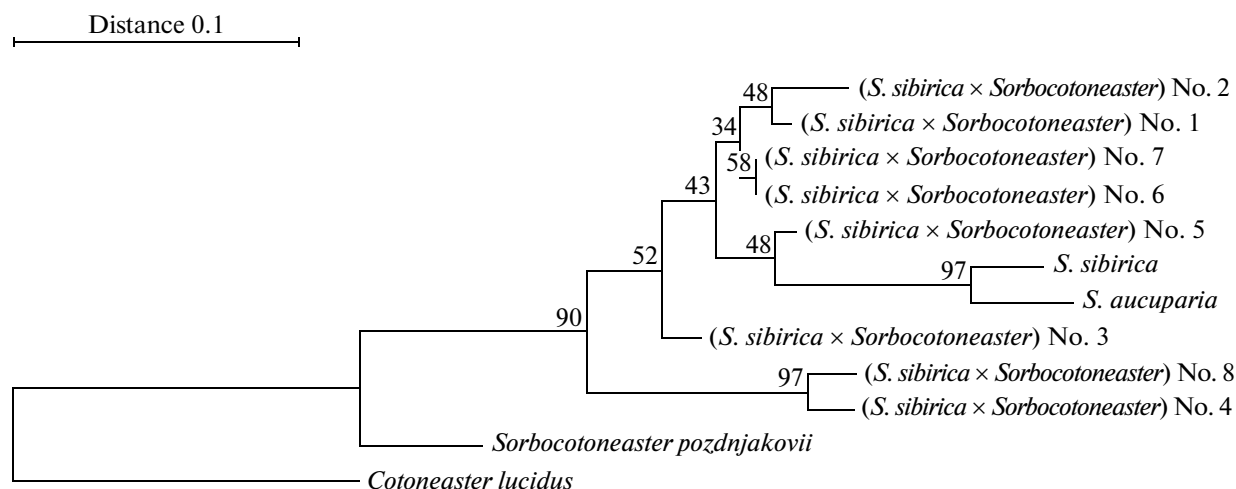 Distance 0.1
48 (S. sibirica × Sorbocotoneaster) No. 2
34 (S. sibirica × Sorbocotoneaster) No. 1
58 (S. sibirica × Sorbocotoneaster) No. 7
43 (S. sibirica × Sorbocotoneaster) No. 6
48 (S. sibirica × Sorbocotoneaster) No. 5
52 97 S. sibirica
S. aucuparia
90 (S. sibirica × Sorbocotoneaster) No. 3
97 (S. sibirica × Sorbocotoneaster) No. 8
(S. sibirica × Sorbocotoneaster) No. 4
Sorbocotoneaster pozdnjakovii
Cotoneaster lucidus